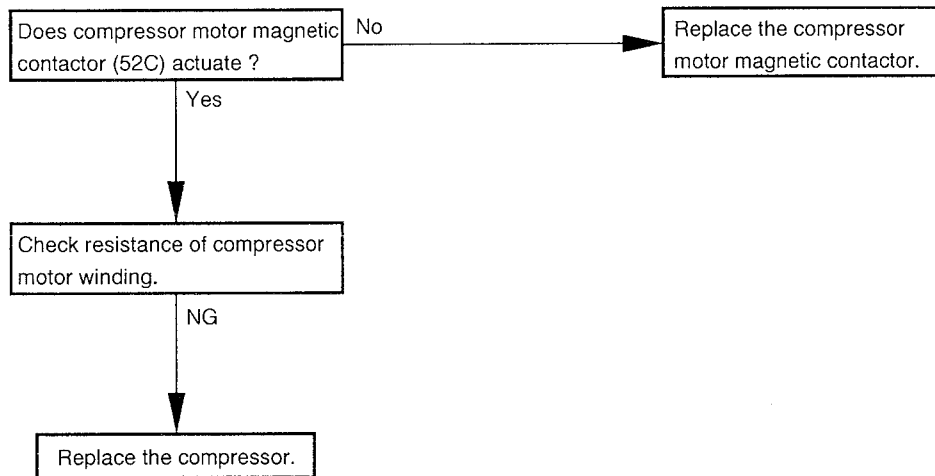 Does compressor motor magnetic
contactor (52C) actuate ?
No
Replace the compressor
motor magnetic contactor.
Yes
Check resistance of compressor
motor winding.
NG
Replace the compressor.